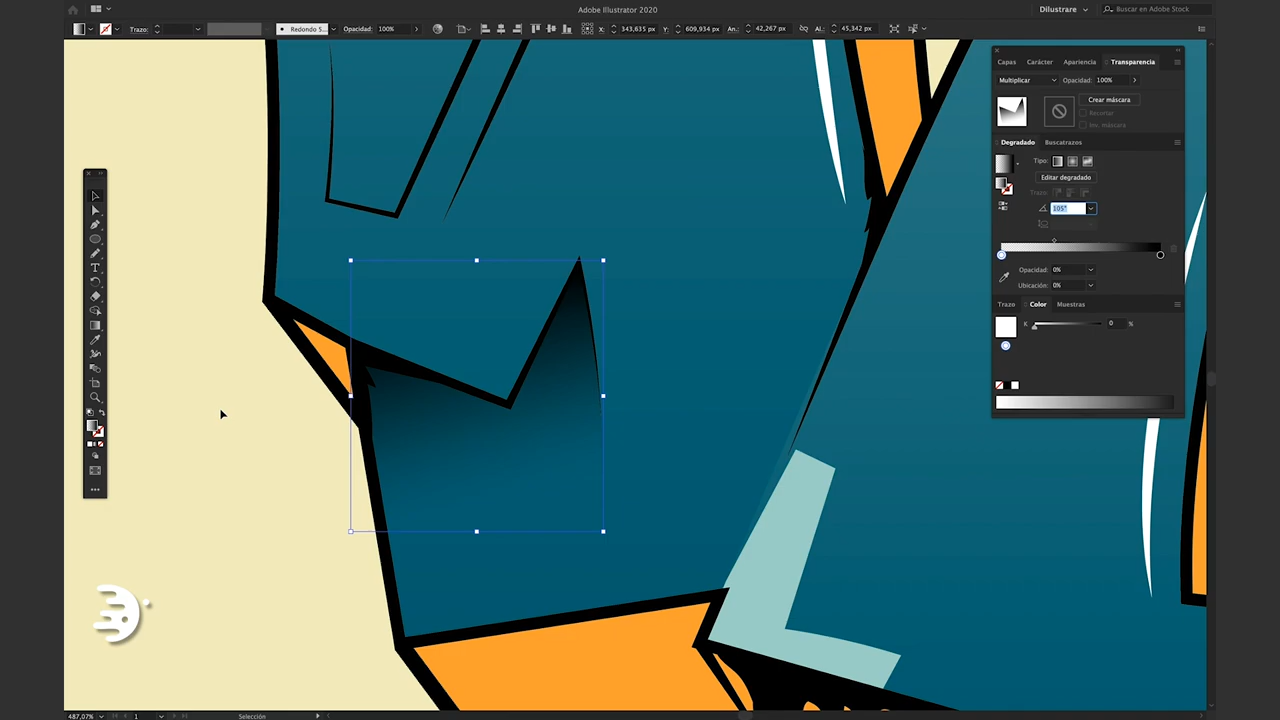 Adobe Illustrator 2020
Dilustrare
Buscar en Adobe Stock
Trazo:
Redondo 5...
Opacidad: 100%
X: 343,635 px
Y: 609,934 px
An.: 42,267 px
AL.: 45,342 px
Capas Carácter Apariencia Transparencia
Multiplicar Opacidad: 100%
Crear máscara
Revertir
Inv. máscara
Degradado Buscatrazos
Tipo:
Editar degradado
Trazo:
105°
Opacidad: 0%
Ubicación: 0%
Trazo Color Muestras
K 0 %
487,07% 1 Selección